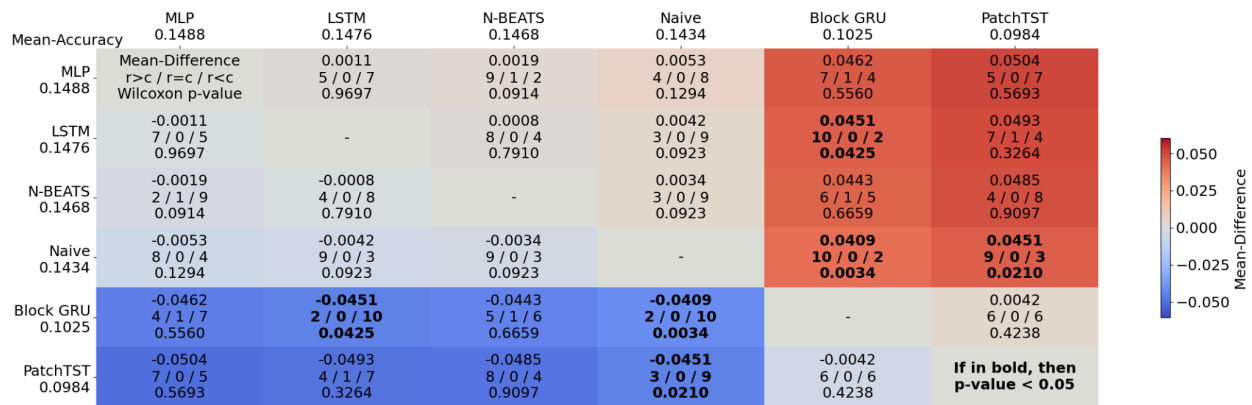 MLP LSTM N-BEATS Naive Block GRU PatchTST
Mean-Accuracy 0.1488 0.1476 0.1468 0.1434 0.1025 0.0984
Mean-Difference 0.0011 0.0019 0.0053 0.0462 0.0504
MLP 0.1488 r>c / r=c / r<c 5 / 0 / 7 9 / 1 / 2 4 / 0 / 8 7 / 1 / 4 5 / 0 / 7
Wilcoxon p-value 0.9697 0.0914 0.1294 0.5560 0.5693
-0.0011 0.0008 0.0042 0.0451 0.0493
LSTM 0.1476 7 / 0 / 5 - 8 / 0 / 4 3 / 0 / 9 10 / 0 / 2 7 / 1 / 4
0.9697 0.7910 0.0923 0.0425 0.3264
-0.0019 -0.0008 0.0034 0.0443 0.0485
N-BEATS 0.1468 2 / 1 / 9 4 / 0 / 8 - 3 / 0 / 9 6 / 1 / 5 4 / 0 / 8
0.0914 0.7910 0.0923 0.6659 0.9097
-0.0053 -0.0042 -0.0034 0.0409 0.0451
Naive 0.1434 8 / 0 / 4 9 / 0 / 3 9 / 0 / 3 - 10 / 0 / 2 9 / 0 / 3
0.1294 0.0923 0.0923 0.0034 0.0210
-0.0462 -0.0451 -0.0443 -0.0409 0.0042
Block GRU 0.1025 4 / 1 / 7 2 / 0 / 10 5 / 1 / 6 2 / 0 / 10 - 6 / 0 / 6
0.5560 0.0425 0.6659 0.0034 0.4238
-0.0504 -0.0493 -0.0485 -0.0451 -0.0042 If in bold, then
PatchTST 0.0984 7 / 0 / 5 4 / 1 / 7 8 / 0 / 4 3 / 0 / 9 6 / 0 / 6 p-value < 0.05
0.5693 0.3264 0.9097 0.0210 0.4238
0.050
0.025
0.000
−0.025
−0.050
Mean-Difference